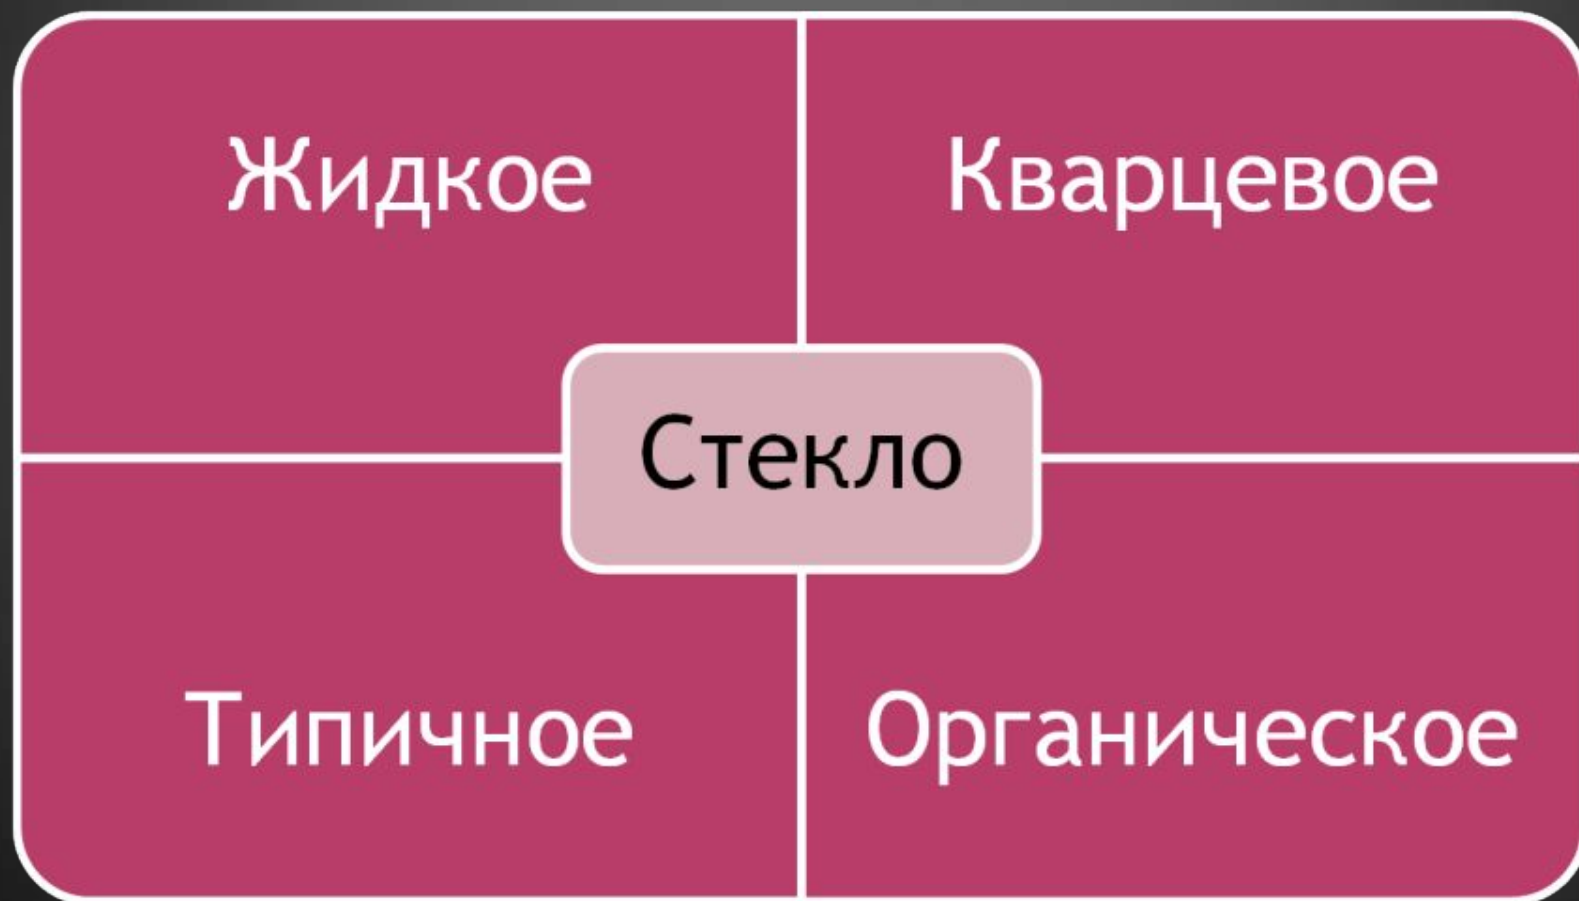 Жидкое
Кварцевое
Стекло
Типичное
Органическое